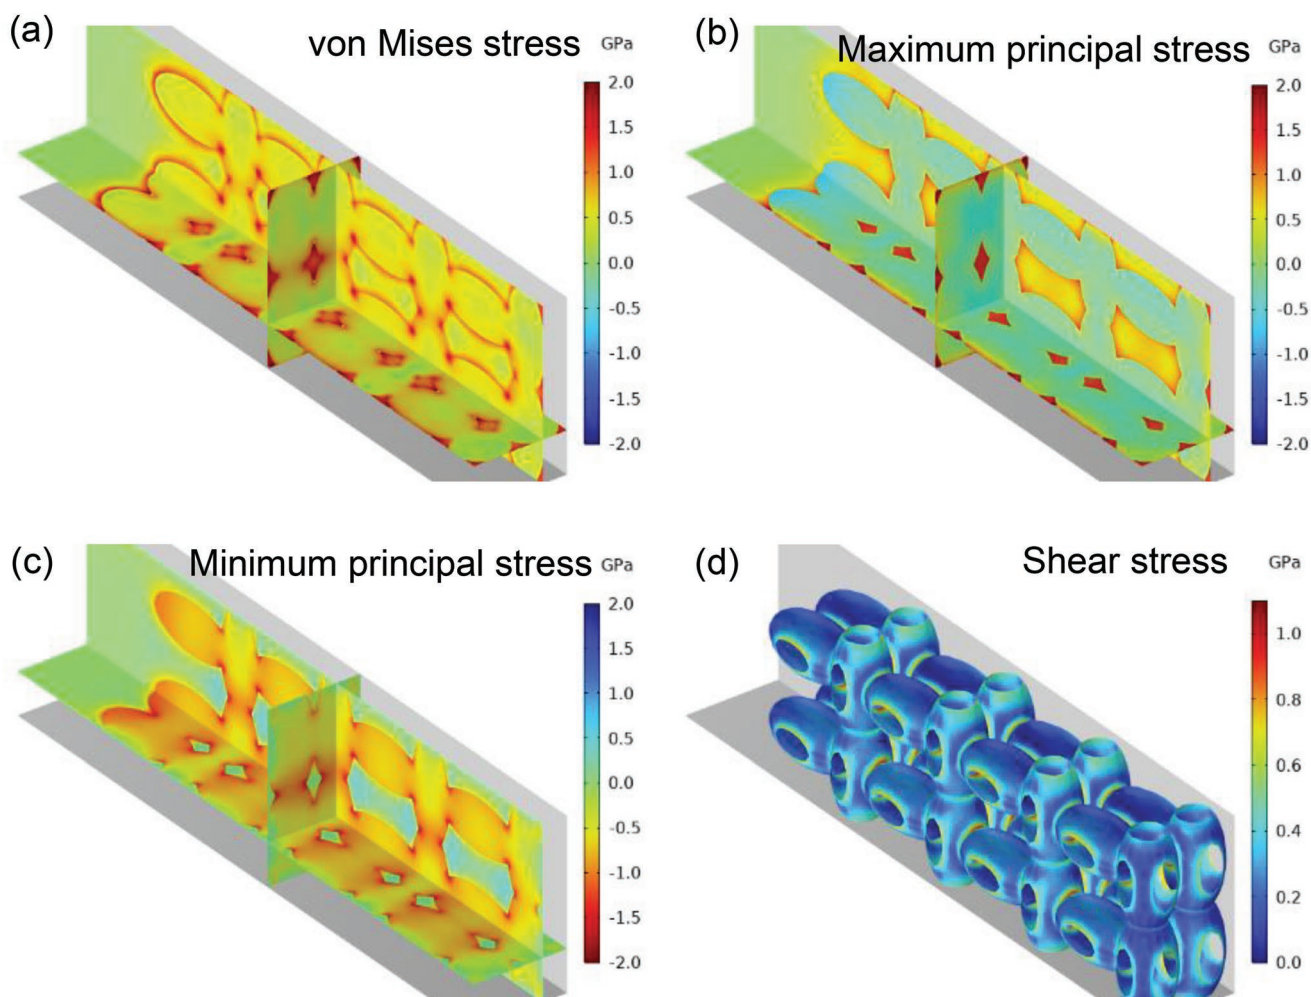 (a)
von Mises stress
GPa
2.0
1.5
1.0
0.5
0.0
-0.5
-1.0
-1.5
-2.0
(b)
Maximum principal stress
GPa
2.0
1.5
1.0
0.5
0.0
-0.5
-1.0
-1.5
-2.0
(c)
Minimum principal stress
GPa
2.0
1.5
1.0
0.5
0.0
-0.5
-1.0
-1.5
-2.0
(d)
Shear stress
GPa
1.0
0.8
0.6
0.4
0.2
0.0